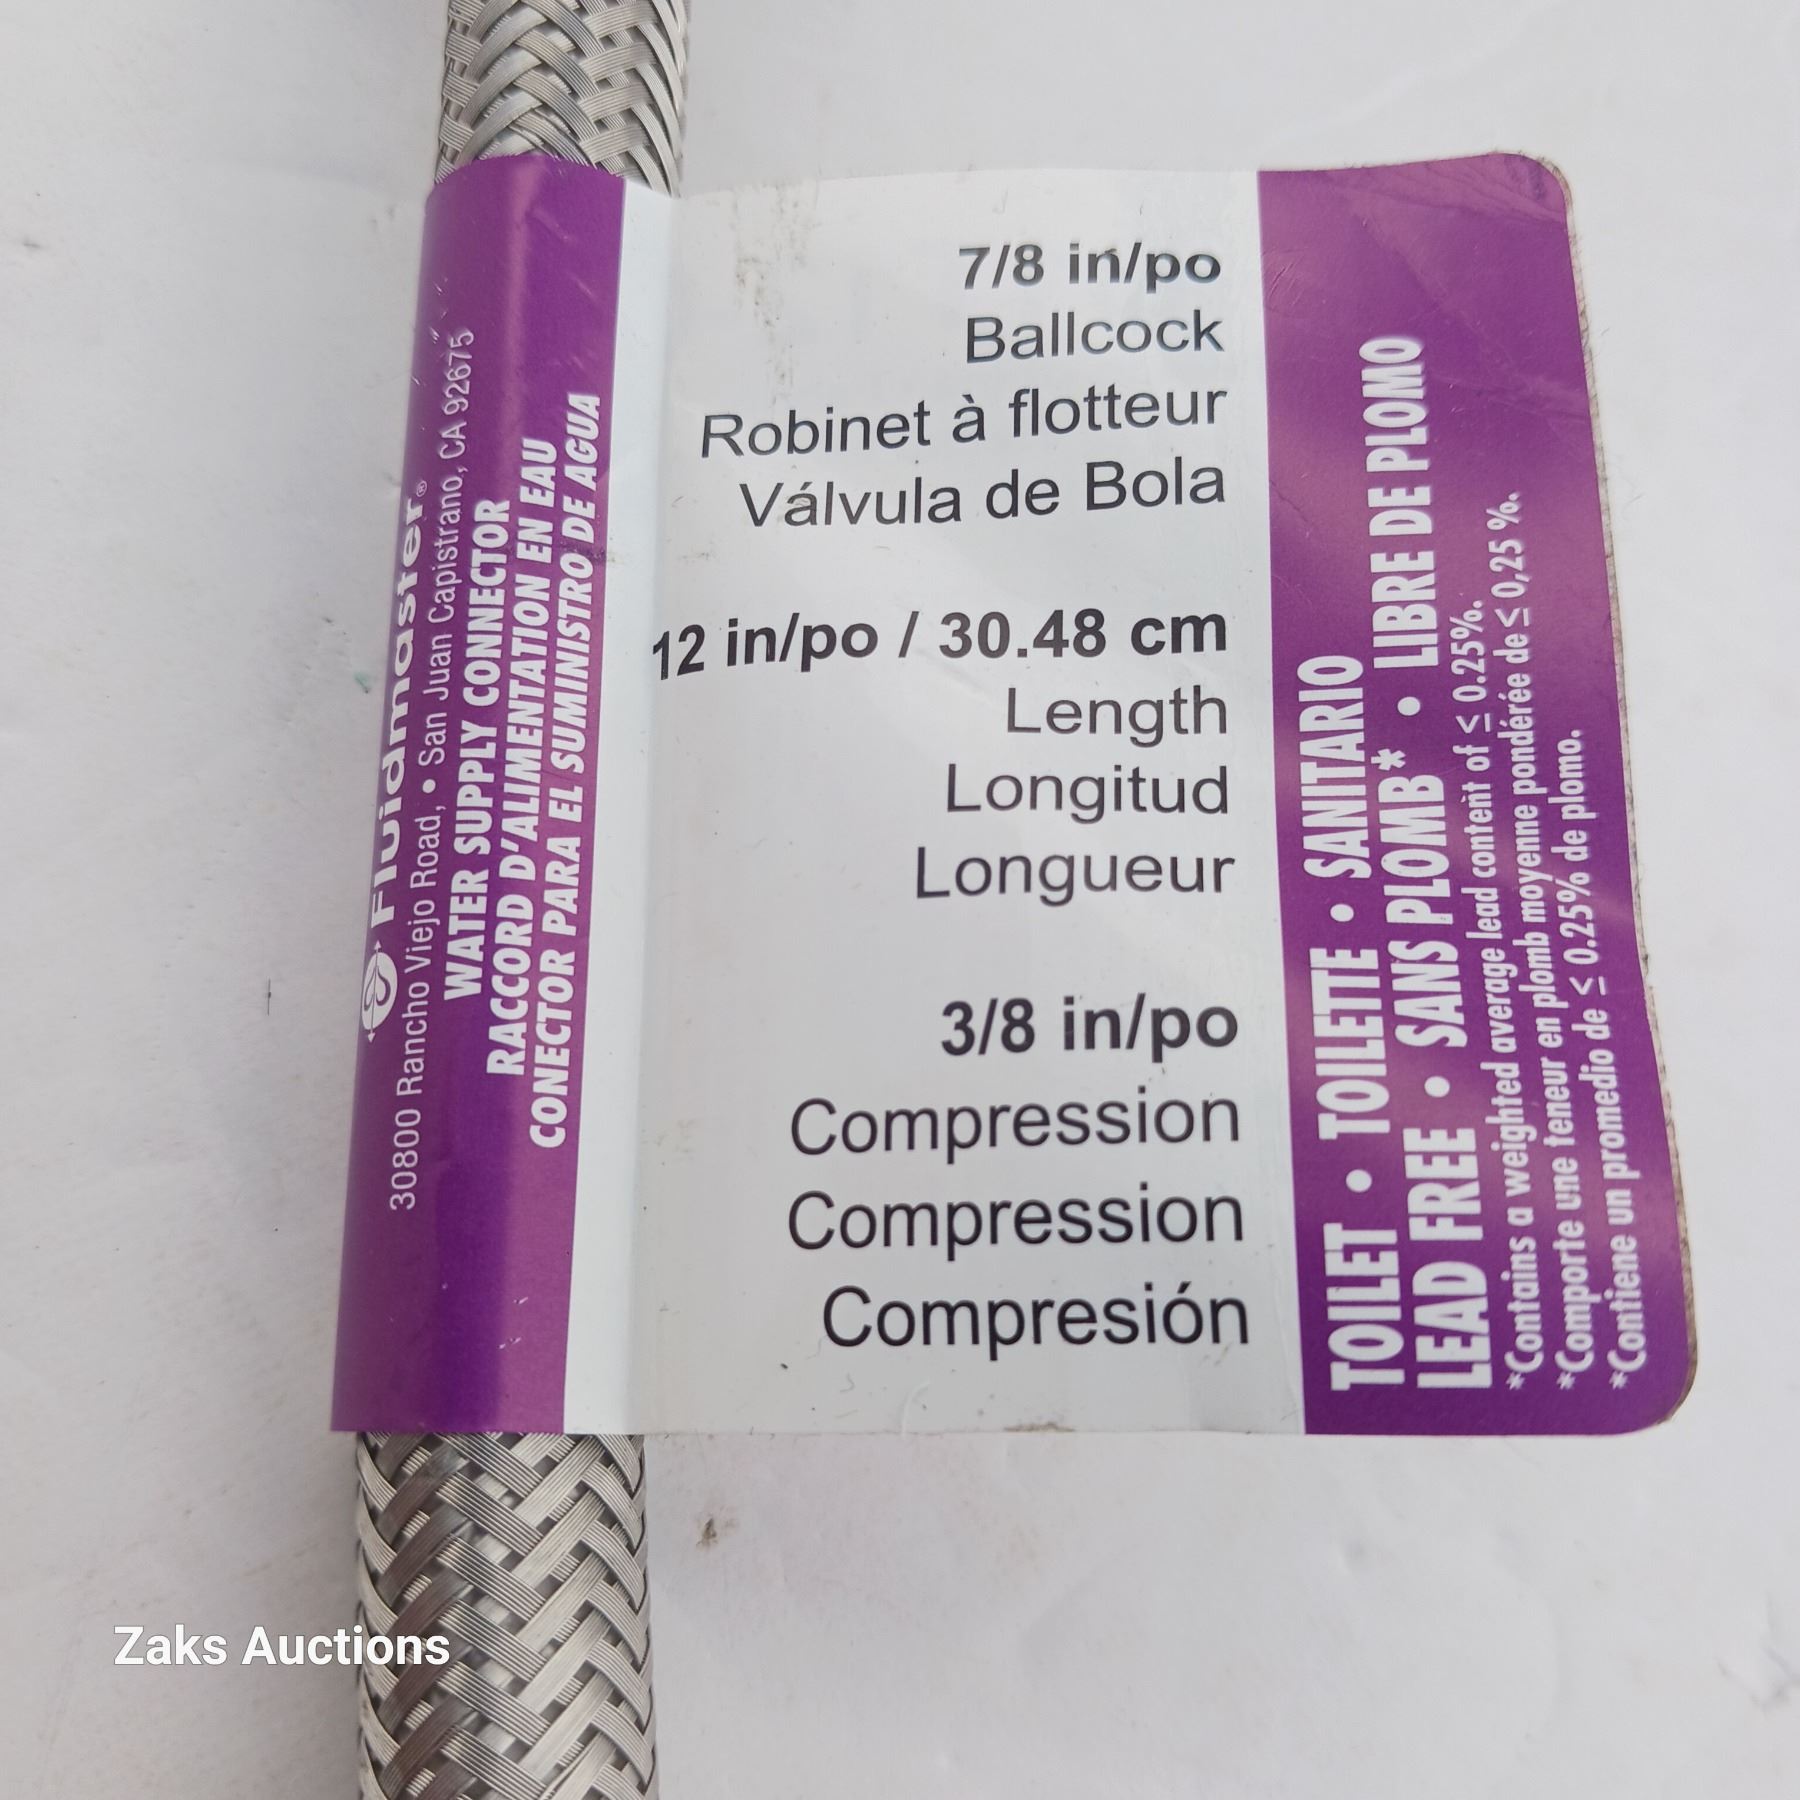 Fluidmaster®
30800 Rancho Viejo Road, • San Juan Capistrano, CA 92675
WATER SUPPLY CONNECTOR
RACCORD D'ALIMENTATION EN EAU
CONECTOR PARA EL SUMINISTRO DE AGUA
7/8 in/po
Ballcock
Robinet à flotteur
Válvula de Bola
12 in/po / 30.48 cm
Length
Longitud
Longueur
3/8 in/po
Compression
Compression
Compresión
TOILET • TOILETTE • SANITARIO
LEAD FREE • SANS PLOMB* • LIBRE DE PLOMO
*Contains a weighted average lead content of ≤ 0.25%.
*Comporte une teneur en plomb moyenne pondérée de ≤ 0,25 %.
*Contiene un promedio de ≤ 0.25% de plomo.
Zaks Auctions